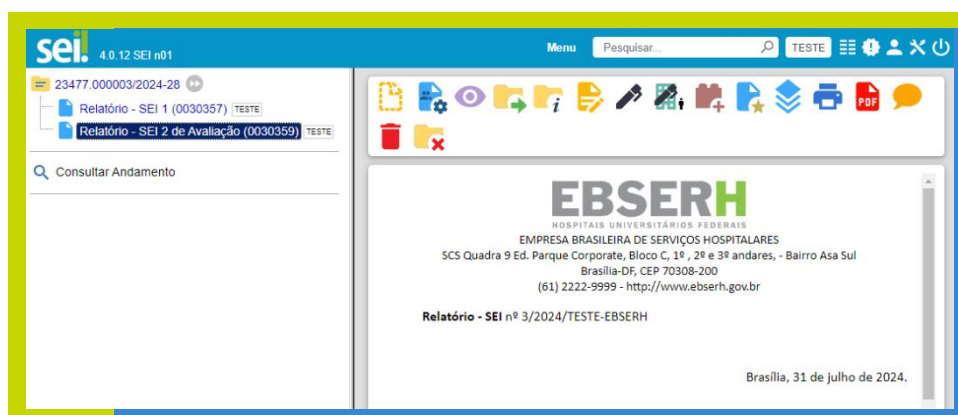 sei! 4.0.12 SEI n01
Menu Pesquisar... TESTE
23477.000003/2024-28
Relatório - SEI 1 (0030357) TESTE
Relatório - SEI 2 de Avaliação (0030359) TESTE
Consultar Andamento
PDF
EBSERH
HOSPITAIS UNIVERSITÁRIOS FEDERAIS
EMPRESA BRASILEIRA DE SERVIÇOS HOSPITALARES
SCS Quadra 9 Ed. Parque Corporate, Bloco C, 1º , 2º e 3º andares, - Bairro Asa Sul
Brasília-DF, CEP 70308-200
(61) 2222-9999 - http://www.ebserh.gov.br
Relatório - SEI nº 3/2024/TESTE-EBSERH
Brasília, 31 de julho de 2024.